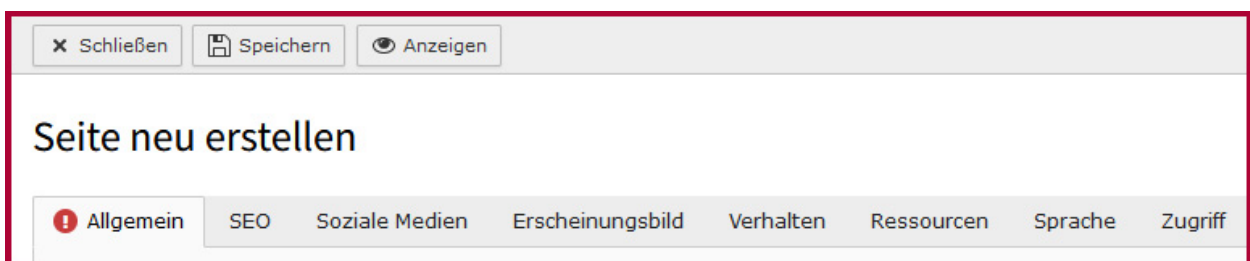 Schließen Speichern Anzeigen
Seite neu erstellen
Allgemein SEO Soziale Medien Erscheinungsbild Verhalten Ressourcen Sprache Zugriff